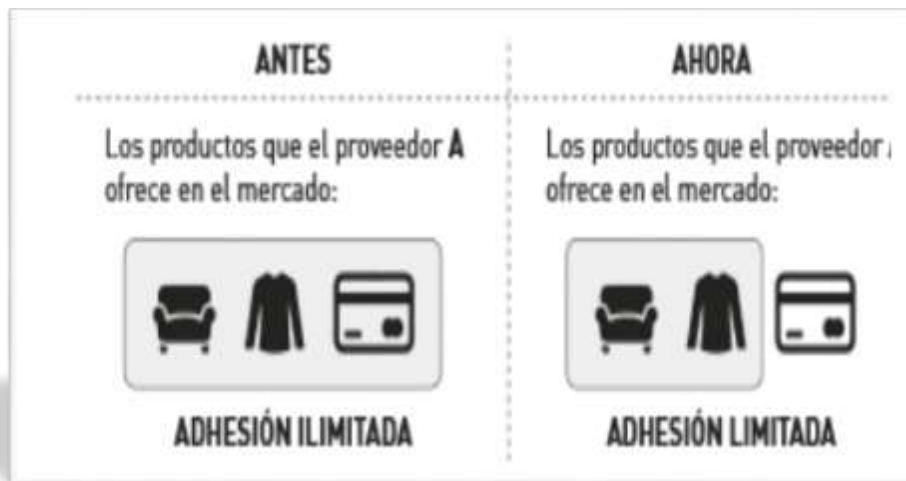 ANTES
Los productos que el proveedor A
ofrece en el mercado:
ADHESIÓN ILIMITADA
AHORA
Los productos que el proveedor
ofrece en el mercado:
ADHESIÓN LIMITADA